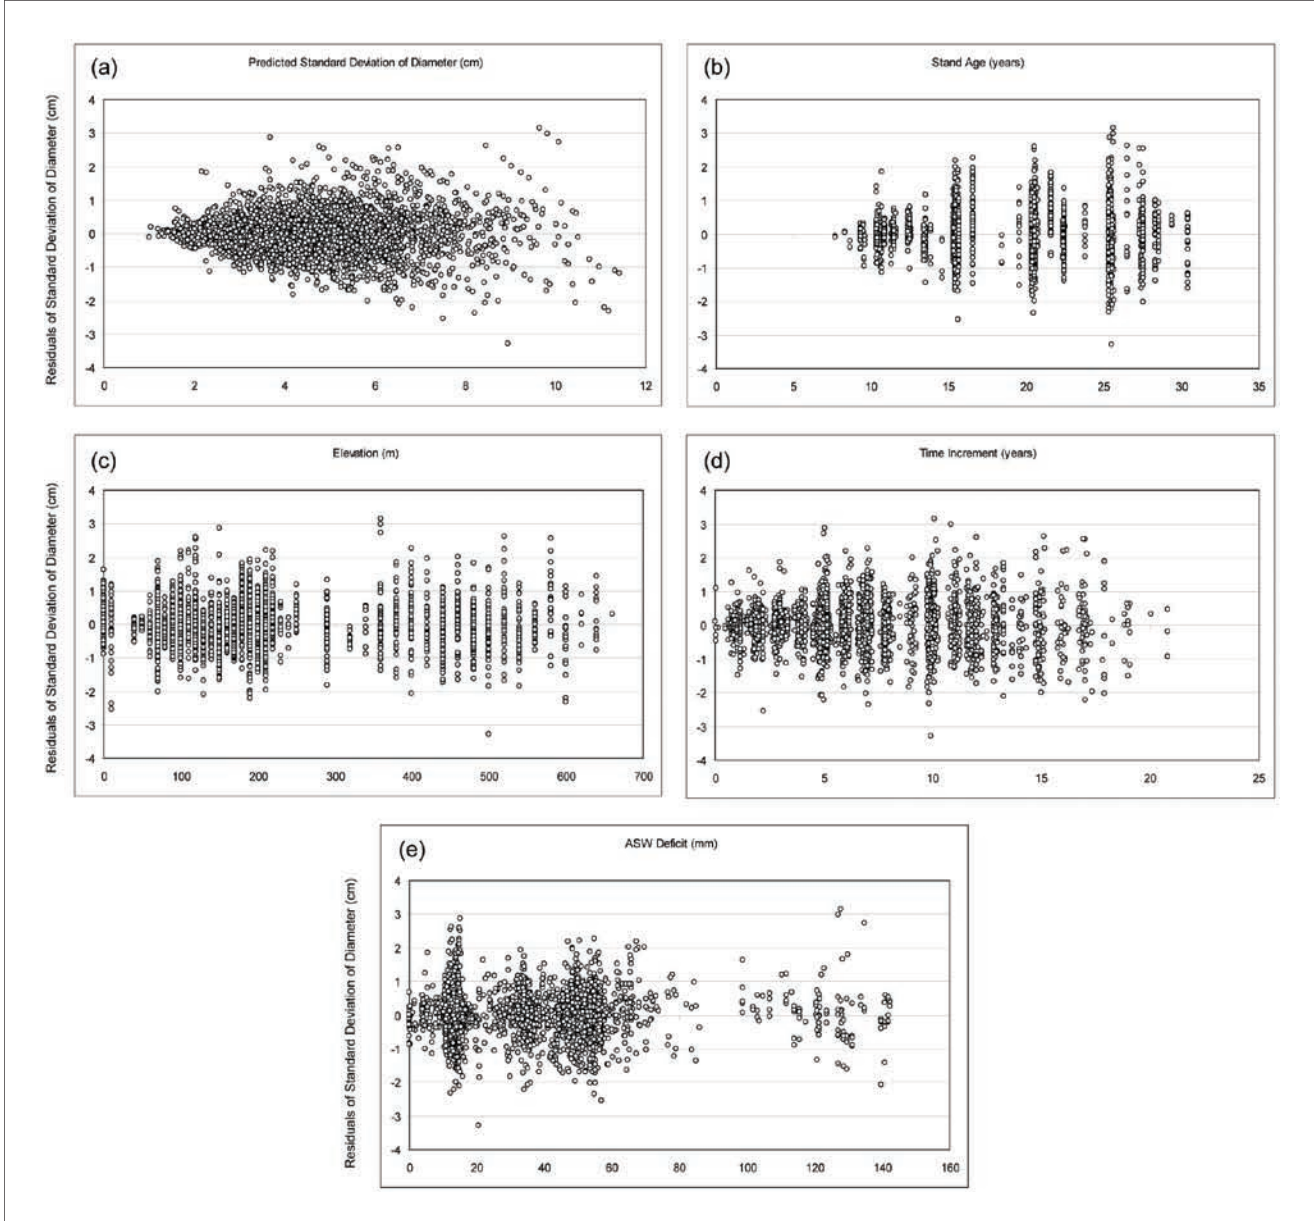 (a)
Predicted Standard Deviation of Diameter (cm)
Residuals of Standard Deviation of Diameter (cm)
4
3
2
1
0
-1
-2
-3
-4
0 2 4 6 8 10 12
(b)
Stand Age (years)
4
3
2
1
0
-1
-2
-3
-4
0 5 10 15 20 25 30 35
(c)
Elevation (m)
Residuals of Standard Deviation of Diameter (cm)
4
3
2
1
0
-1
-2
-3
-4
0 100 200 300 400 500 600 700
(d)
Time Increment (years)
4
3
2
1
0
-1
-2
-3
-4
0 5 10 15 20 25
(e)
ASW Deficit (mm)
Residuals of Standard Deviation of Diameter (cm)
4
3
2
1
0
-1
-2
-3
-4
0 20 40 60 80 100 120 140 160